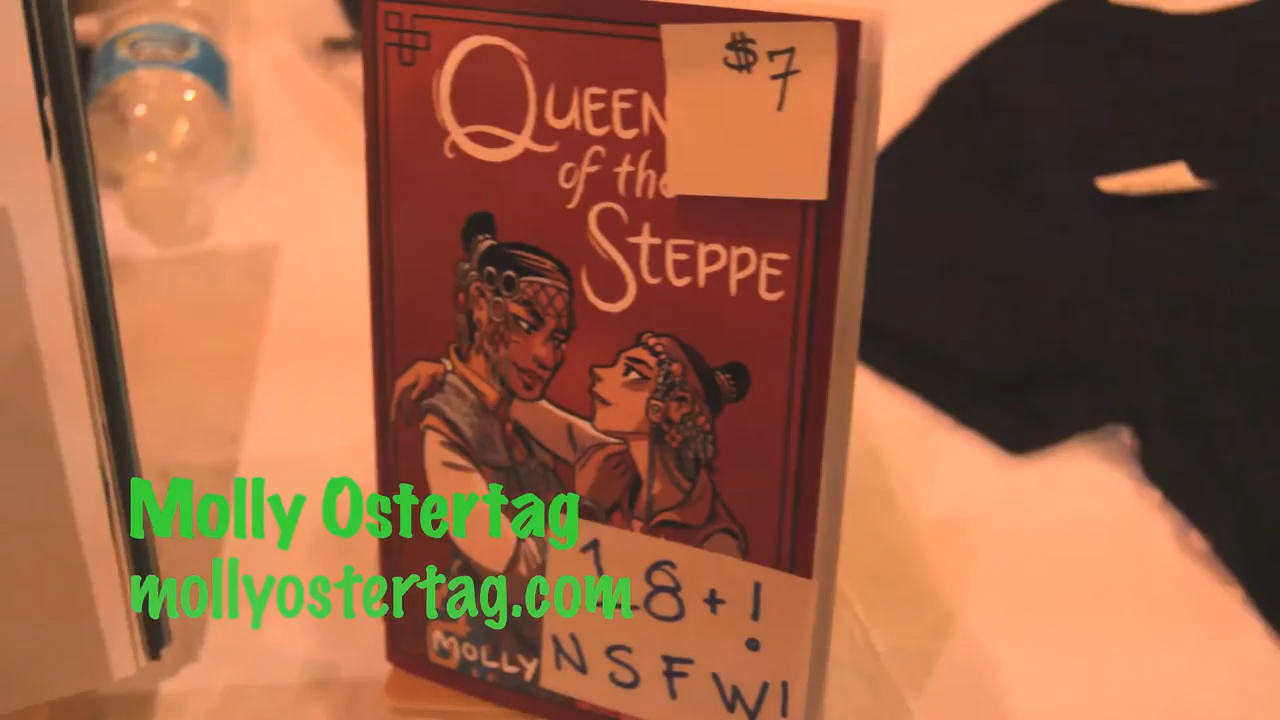 $7
QUEEN
of the
STEPPE
Molly Ostertag
mollyostertag.com
18+!
MOLLY
NSFW!